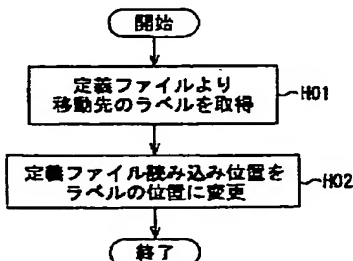 開始
定義ファイルより
移動先のラベルを取得
H01
定義ファイル読み込み位置を
ラベルの位置に変更
H02
終了